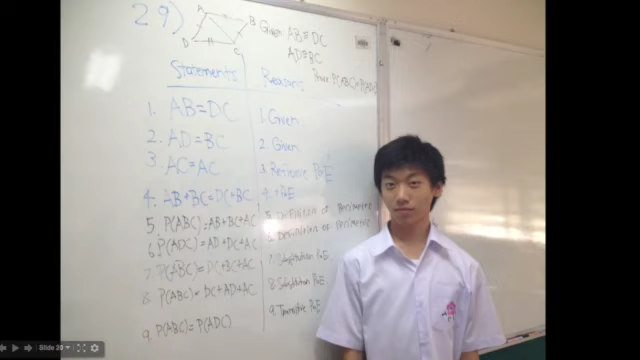 29)
A
B
D
C
Given AB≅DC
AD≅BC
Prove P(ABC)=P(ADC)
Statements
Reasons
1. AB=DC
1. Given
2. AD=BC
2. Given
3. AC=AC
3. Reflexive PoE
4. AB+BC=DC+BC
4. +PoE
5. P(ABC)=AB+BC+AC
5. Definition of Perimeter
6. P(ADC)=AD+DC+AC
6. Definition of Perimeter
7. P(ABC)=DC+BC+AC
7. Substitution PoE
8. P(ABC)=DC+AD+AC
8. Substitution PoE
9. P(ABC)=P(ADC)
9. Transitive PoE
Slide 28